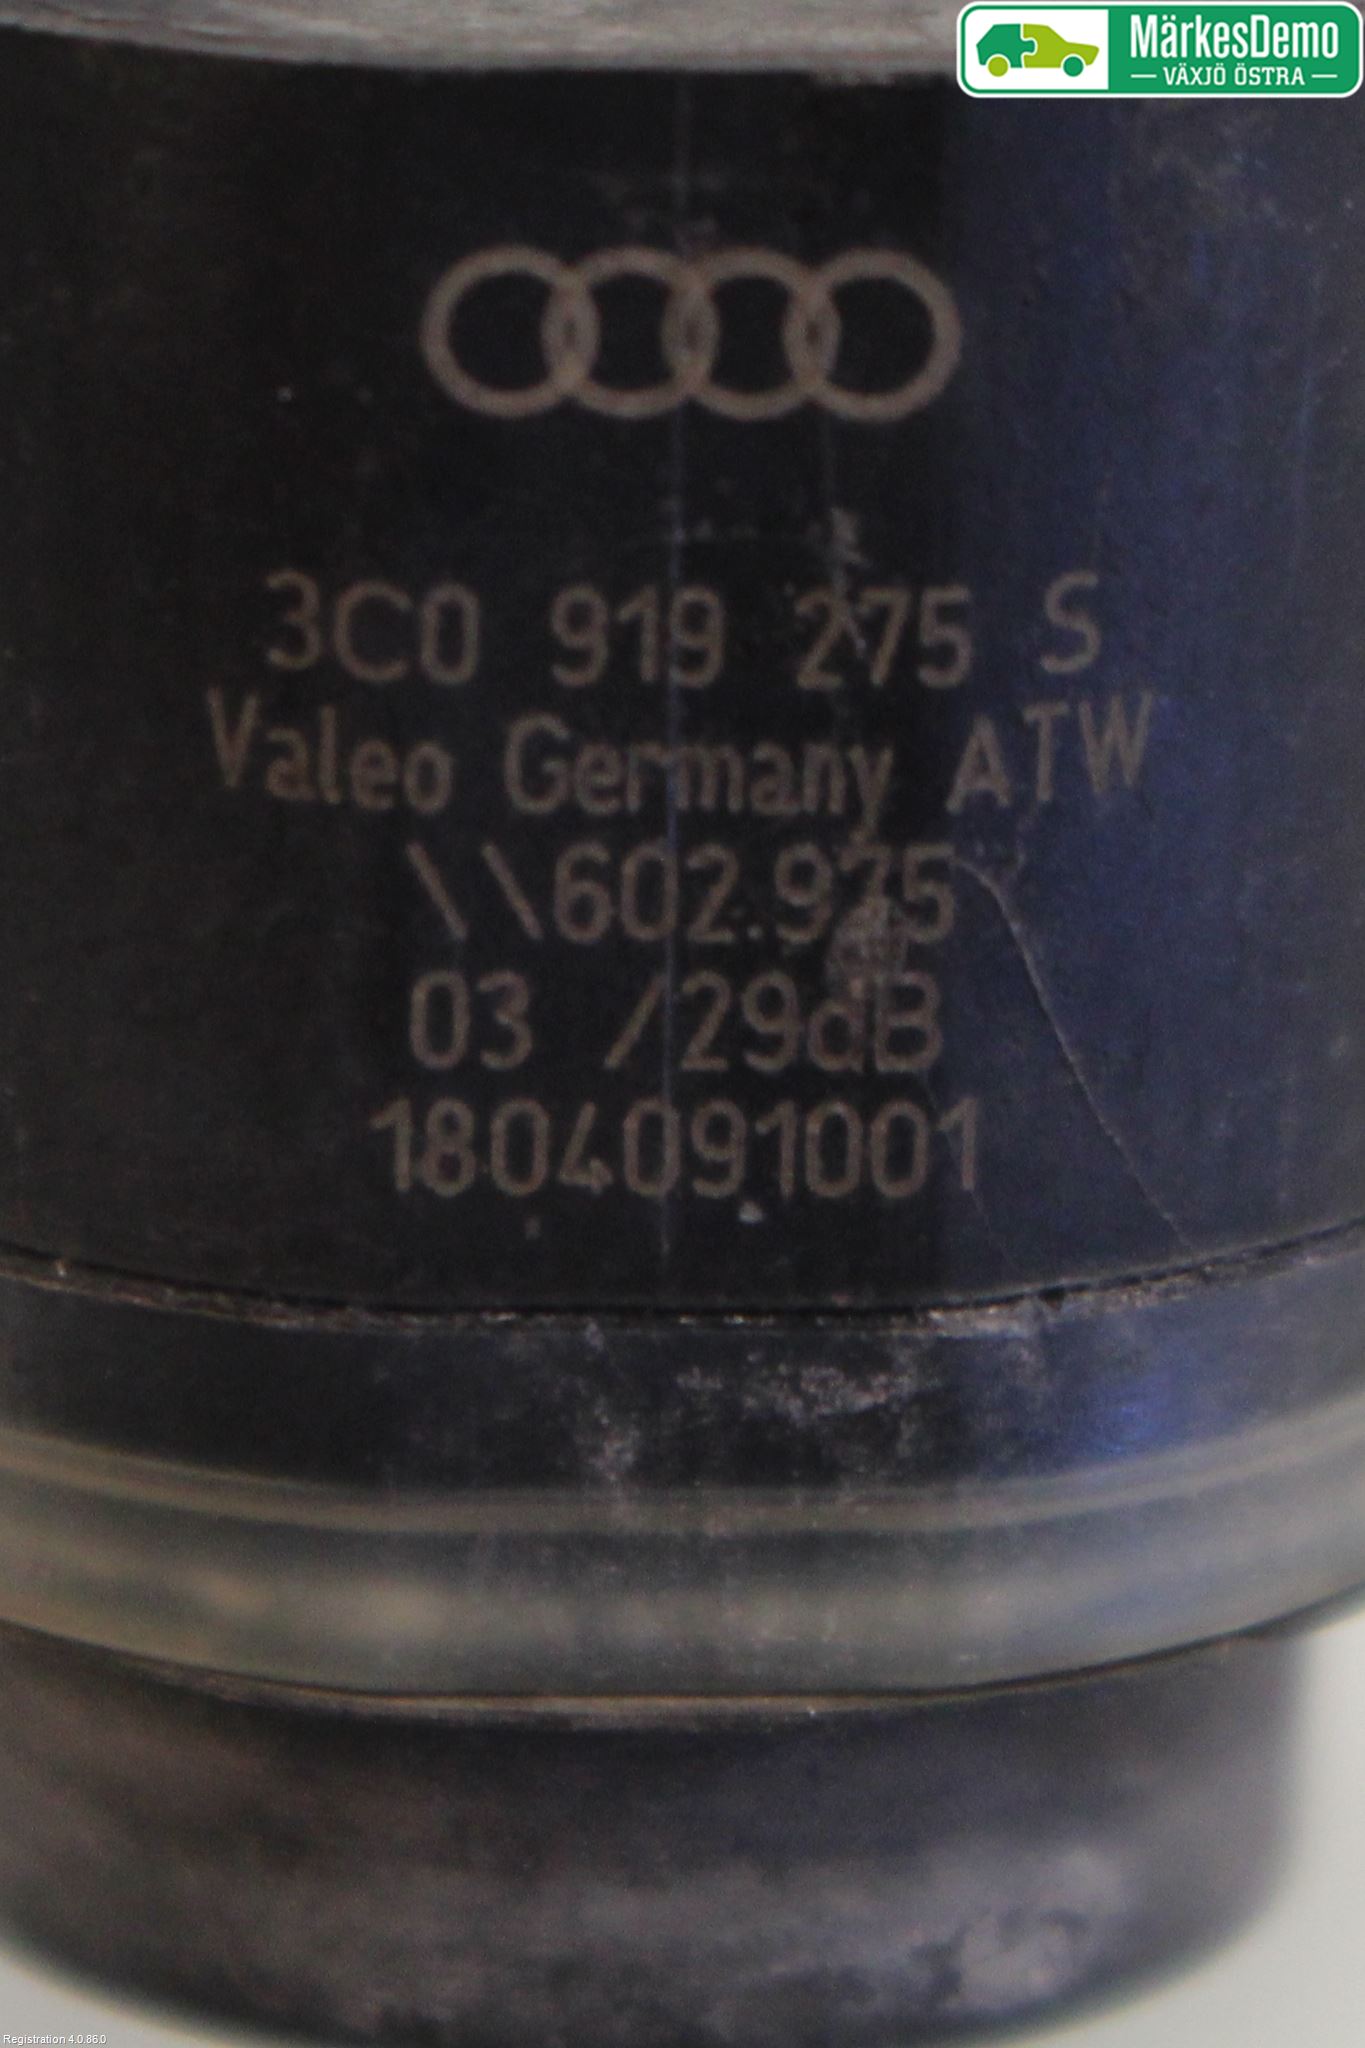 MärkesDemo
VÄXJÖ ÖSTRA
3C0 919 275 S
Valeo Germany ATW
\\602.975
03 /29dB
1804091001
Registration 4.0.86.0